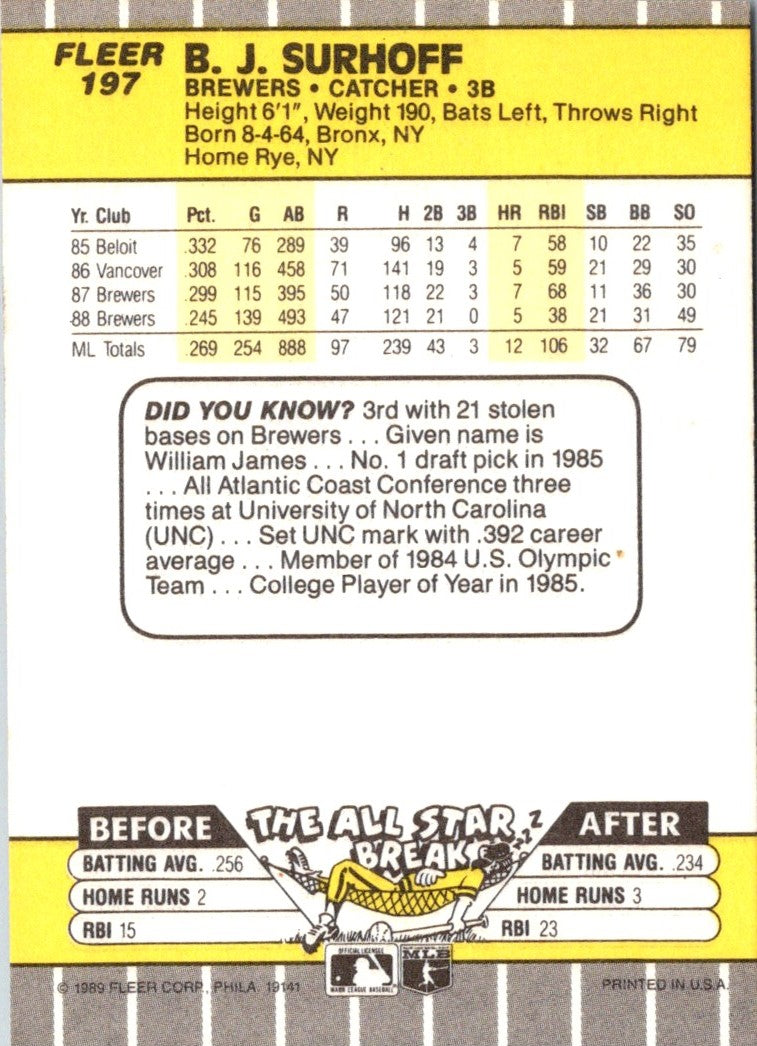 FLEER
197
B. J. SURHOFF
BREWERS • CATCHER • 3B
Height 6'1", Weight 190, Bats Left, Throws Right
Born 8-4-64, Bronx, NY
Home Rye, NY
Yr. Club Pct. G AB R H 2B 3B HR RBI SB BB SO
85 Beloit .332 76 289 39 96 13 4 7 58 10 22 35
86 Vancover .308 116 458 71 141 19 3 5 59 21 29 30
87 Brewers .299 115 395 50 118 22 3 7 68 11 36 30
88 Brewers .245 139 493 47 121 21 0 5 38 21 31 49
ML Totals .269 254 888 97 239 43 3 12 106 32 67 79
DID YOU KNOW? 3rd with 21 stolen
bases on Brewers . . . Given name is
William James . . . No. 1 draft pick in 1985
. . . All Atlantic Coast Conference three
times at University of North Carolina
(UNC) . . . Set UNC mark with .392 career
average . . . Member of 1984 U.S. Olympic
Team . . . College Player of Year in 1985.
THE ALL STAR
BREAK
ZZZ
BEFORE
BATTING AVG. .256
HOME RUNS 2
RBI 15
AFTER
BATTING AVG. .234
HOME RUNS 3
RBI 23
OFFICIAL LICENSEE
MAJOR LEAGUE BASEBALL
MLB
© 1989 FLEER CORP., PHILA. 19141
PRINTED IN U.S.A.